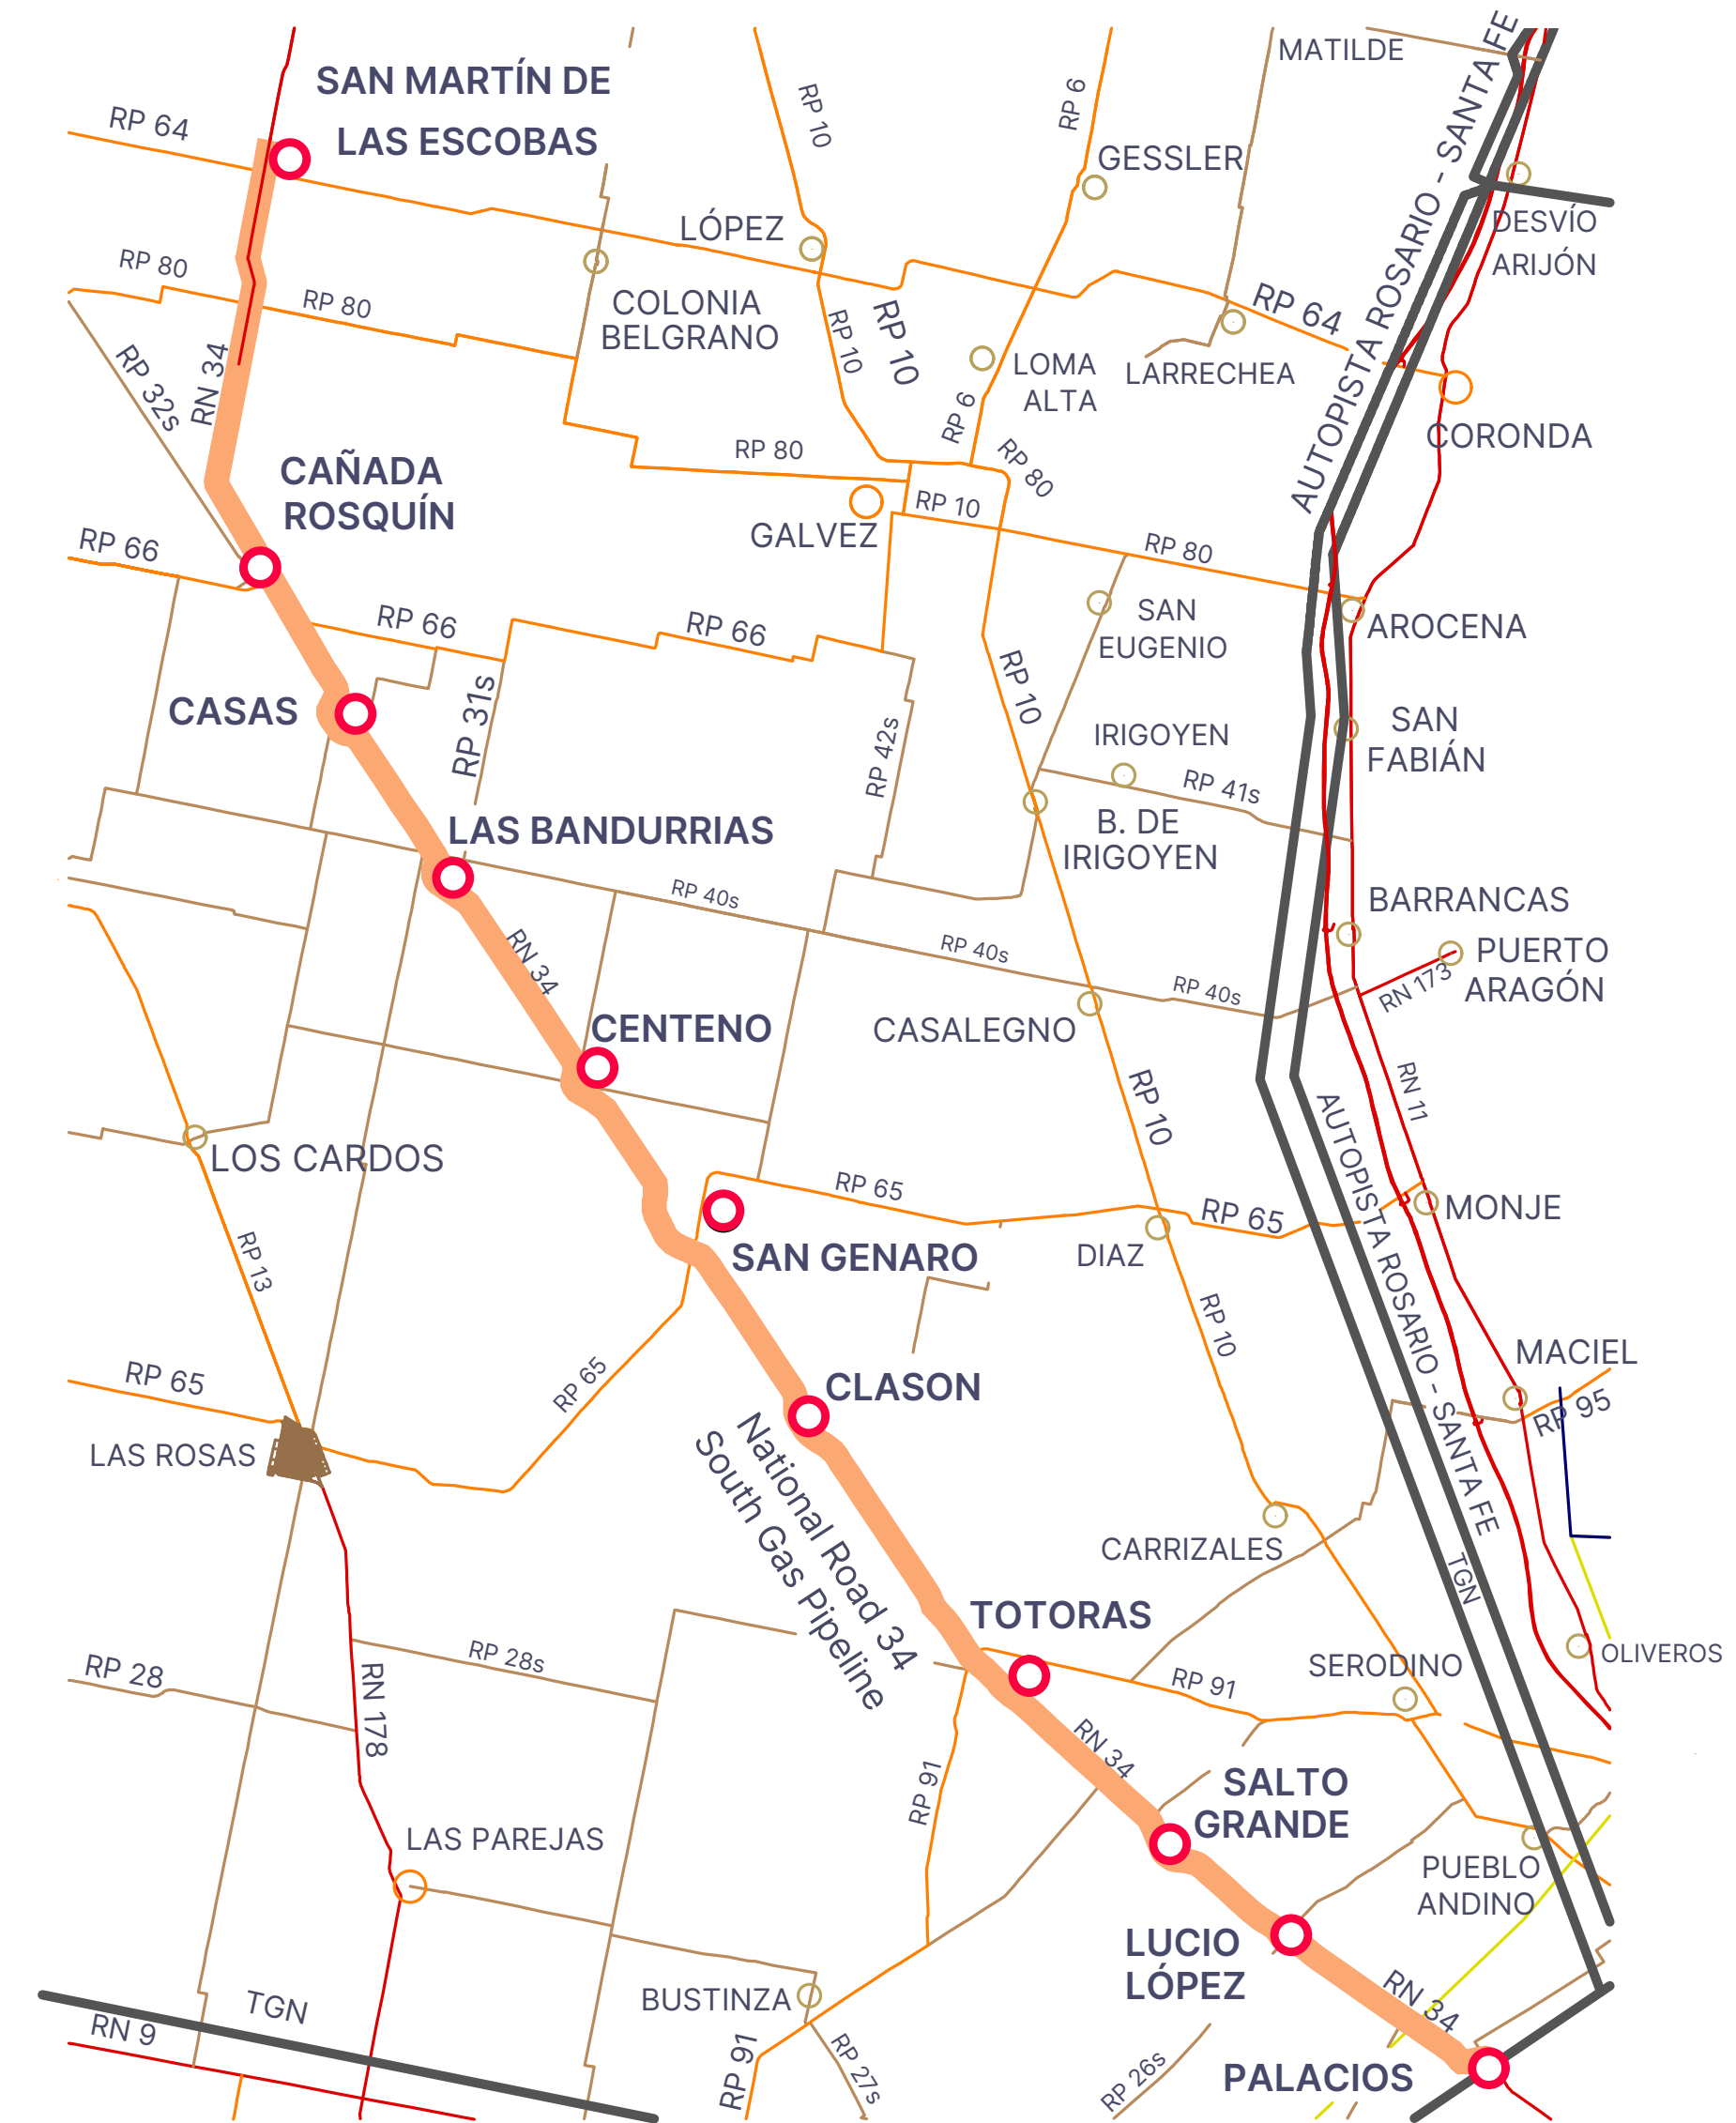 MATILDE
SAN MARTÍN DE
LAS ESCOBAS
RP 64
RP 10
RP 6
AUTOPISTA ROSARIO - SANTA FE
GESSLER
LÓPEZ
DESVÍO
ARIJÓN
RP 80
RP 80
COLONIA
BELGRANO
RP 10
RP 10
RP 64
RN 34
RP 32s
LOMA
ALTA
LARRECHEA
RP 6
CORONDA
RP 80
RP 80
CAÑADA
ROSQUÍN
RP 10
GALVEZ
RP 66
RP 80
RP 66
RP 66
SAN
EUGENIO
AROCENA
CASAS
RP 31s
RP 10
RP 42s
IRIGOYEN
SAN
FABIÁN
RP 41s
LAS BANDURRIAS
B. DE
IRIGOYEN
RP 40s
BARRANCAS
RN 34
RP 40s
PUERTO
ARAGÓN
RP 40s
RN 173
CENTENO
CASALEGNO
RN 11
RP 10
LOS CARDOS
AUTOPISTA ROSARIO - SANTA FE
RP 65
RP 65
MONJE
RP 13
SAN GENARO
DIAZ
RP 10
RP 65
RP 65
MACIEL
CLASON
RP 95
LAS ROSAS
National Road 34
South Gas Pipeline
CARRIZALES
TGN
TOTORAS
RP 28s
RP 28
RN 178
SERODINO
OLIVEROS
RP 91
RN 34
RP 91
SALTO
GRANDE
LAS PAREJAS
PUEBLO
ANDINO
LUCIO
LÓPEZ
BUSTINZA
TGN
RN 9
RN 34
RP 91
RP 27s
RP 26s
PALACIOS